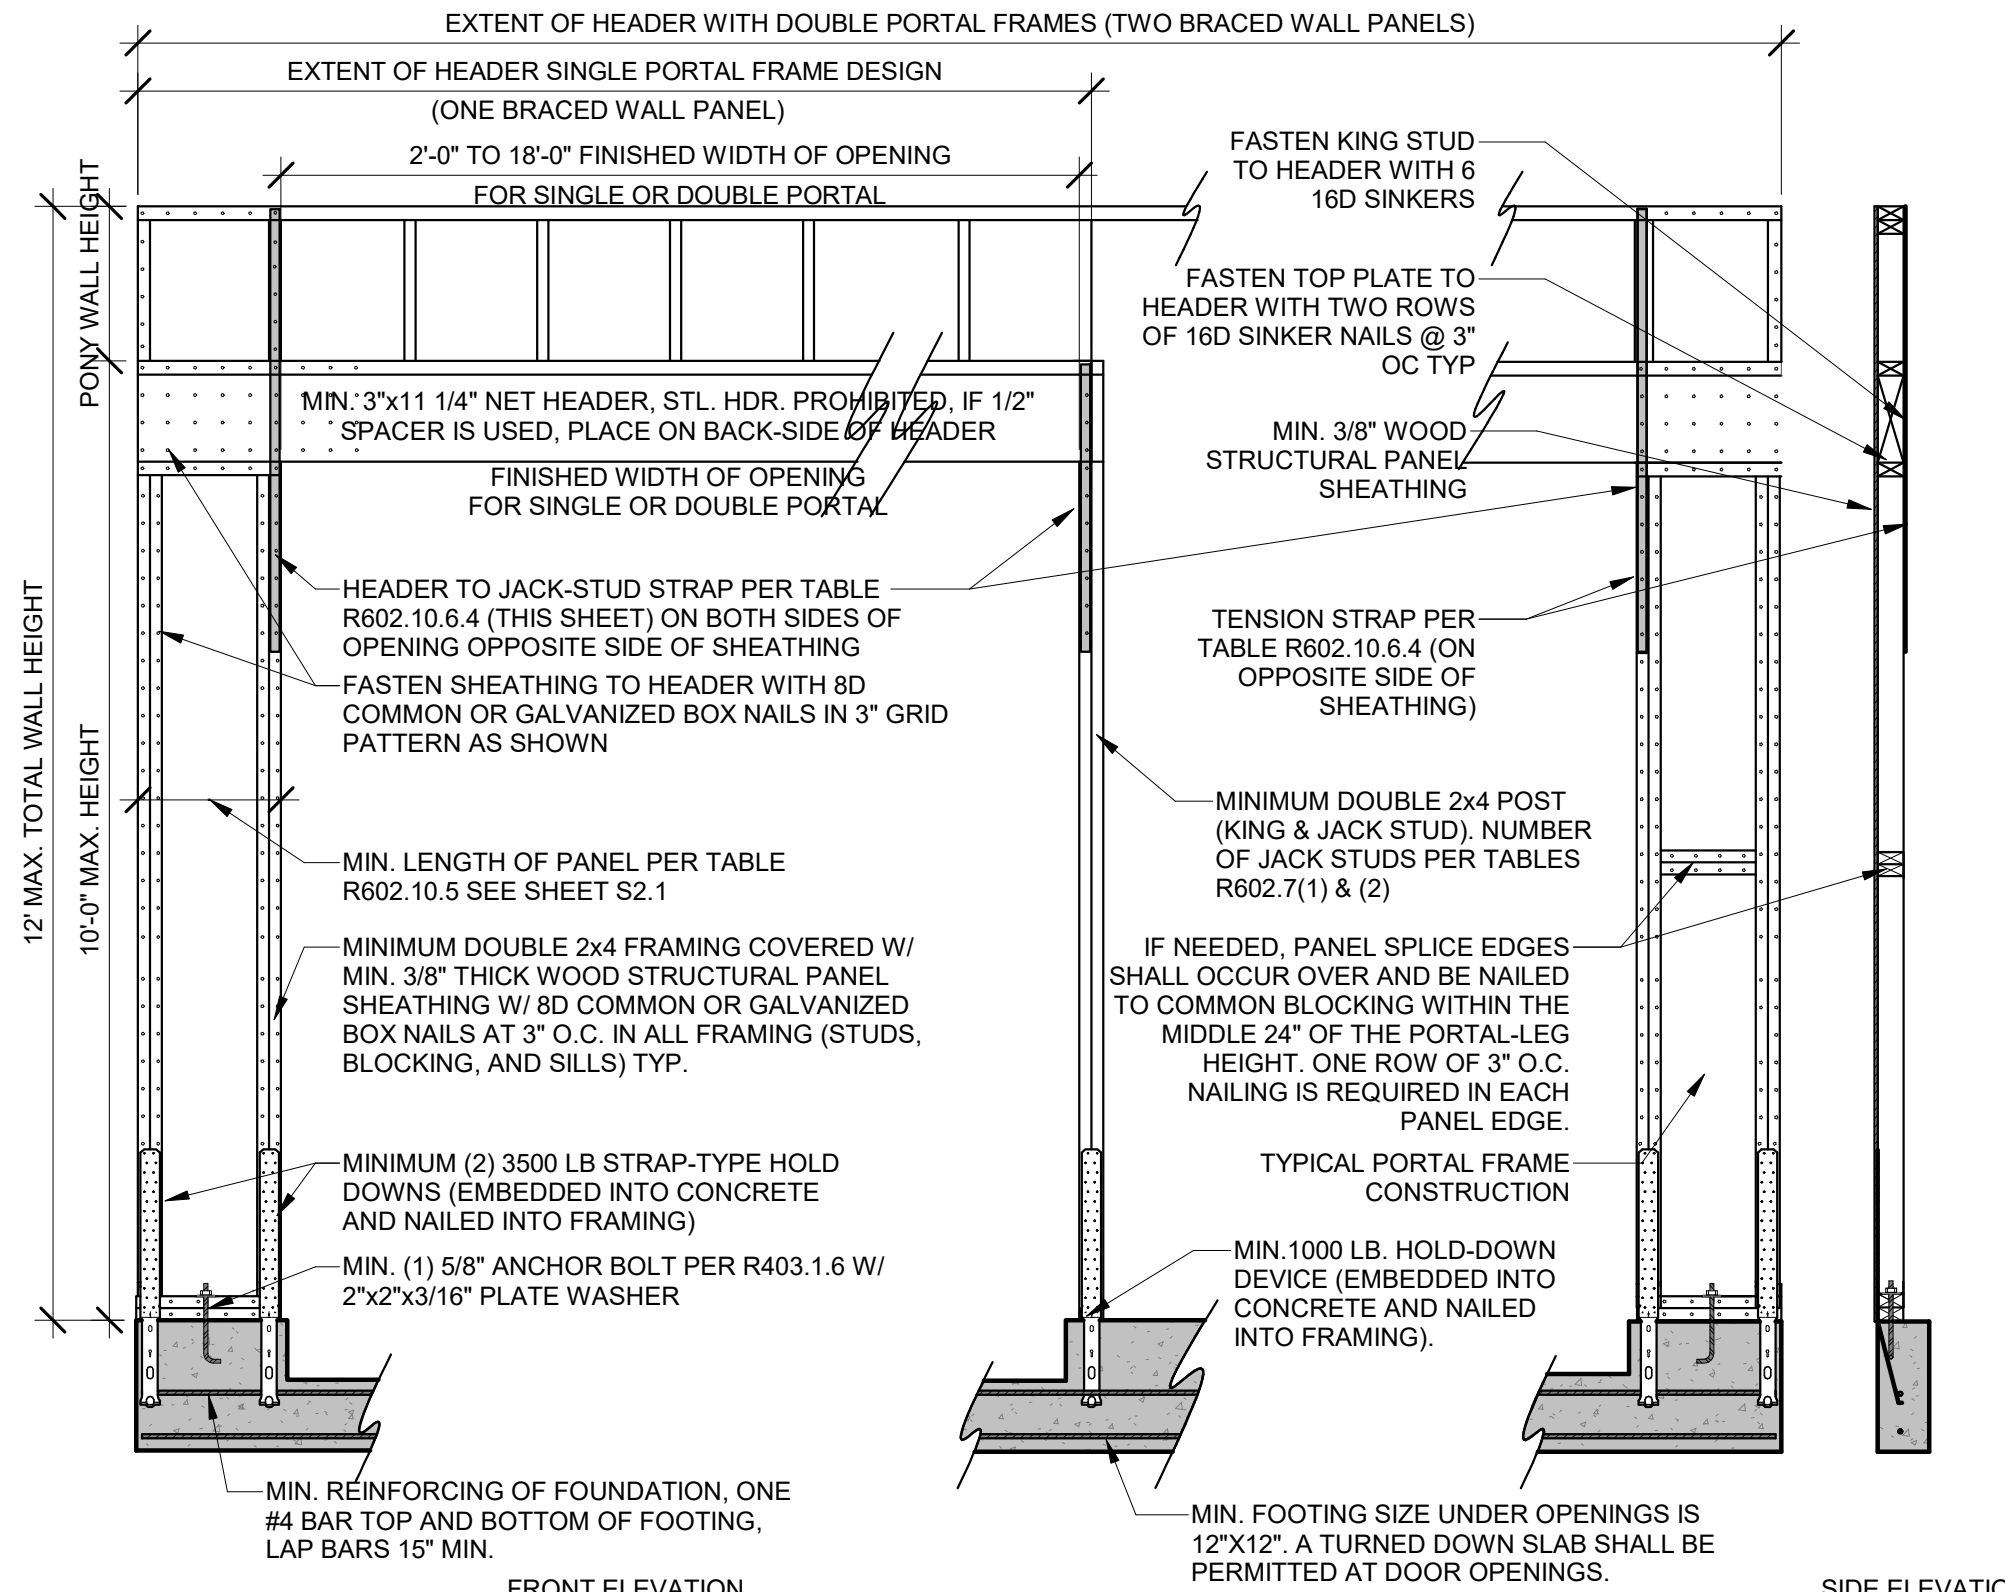 EXTENT OF HEADER WITH DOUBLE PORTAL FRAMES (TWO BRACED WALL PANELS)
EXTENT OF HEADER SINGLE PORTAL FRAME DESIGN
(ONE BRACED WALL PANEL)
2'-0" TO 18'-0" FINISHED WIDTH OF OPENING
FOR SINGLE OR DOUBLE PORTAL
FASTEN KING STUD
TO HEADER WITH 6
16D SINKERS
FASTEN TOP PLATE TO
HEADER WITH TWO ROWS
OF 16D SINKER NAILS @ 3"
OC TYP
PONY WALL HEIGHT
12' MAX. TOTAL WALL HEIGHT
10'-0" MAX. HEIGHT
MIN. 3"x11 1/4" NET HEADER, STL. HDR. PROHIBITED, IF 1/2"
SPACER IS USED, PLACE ON BACK-SIDE OF HEADER
FINISHED WIDTH OF OPENING
FOR SINGLE OR DOUBLE PORTAL
MIN. 3/8" WOOD
STRUCTURAL PANEL
SHEATHING
HEADER TO JACK-STUD STRAP PER TABLE
R602.10.6.4 (THIS SHEET) ON BOTH SIDES OF
OPENING OPPOSITE SIDE OF SHEATHING
TENSION STRAP PER
TABLE R602.10.6.4 (ON
OPPOSITE SIDE OF
SHEATHING)
FASTEN SHEATHING TO HEADER WITH 8D
COMMON OR GALVANIZED BOX NAILS IN 3" GRID
PATTERN AS SHOWN
MINIMUM DOUBLE 2x4 POST
(KING & JACK STUD). NUMBER
OF JACK STUDS PER TABLES
R602.7(1) & (2)
MIN. LENGTH OF PANEL PER TABLE
R602.10.5 SEE SHEET S2.1
MINIMUM DOUBLE 2x4 FRAMING COVERED W/
MIN. 3/8" THICK WOOD STRUCTURAL PANEL
SHEATHING W/ 8D COMMON OR GALVANIZED
BOX NAILS AT 3" O.C. IN ALL FRAMING (STUDS,
BLOCKING, AND SILLS) TYP.
IF NEEDED, PANEL SPLICE EDGES
SHALL OCCUR OVER AND BE NAILED
TO COMMON BLOCKING WITHIN THE
MIDDLE 24" OF THE PORTAL-LEG
HEIGHT. ONE ROW OF 3" O.C.
NAILING IS REQUIRED IN EACH
PANEL EDGE.
MINIMUM (2) 3500 LB STRAP-TYPE HOLD
DOWNS (EMBEDDED INTO CONCRETE
AND NAILED INTO FRAMING)
TYPICAL PORTAL FRAME
CONSTRUCTION
MIN. (1) 5/8" ANCHOR BOLT PER R403.1.6 W/
2"x2"x3/16" PLATE WASHER
MIN.1000 LB. HOLD-DOWN
DEVICE (EMBEDDED INTO
CONCRETE AND NAILED
INTO FRAMING).
MIN. REINFORCING OF FOUNDATION, ONE
#4 BAR TOP AND BOTTOM OF FOOTING,
LAP BARS 15" MIN.
MIN. FOOTING SIZE UNDER OPENINGS IS
12"X12". A TURNED DOWN SLAB SHALL BE
PERMITTED AT DOOR OPENINGS.
FRONT ELEVATION
SIDE ELEVATIO